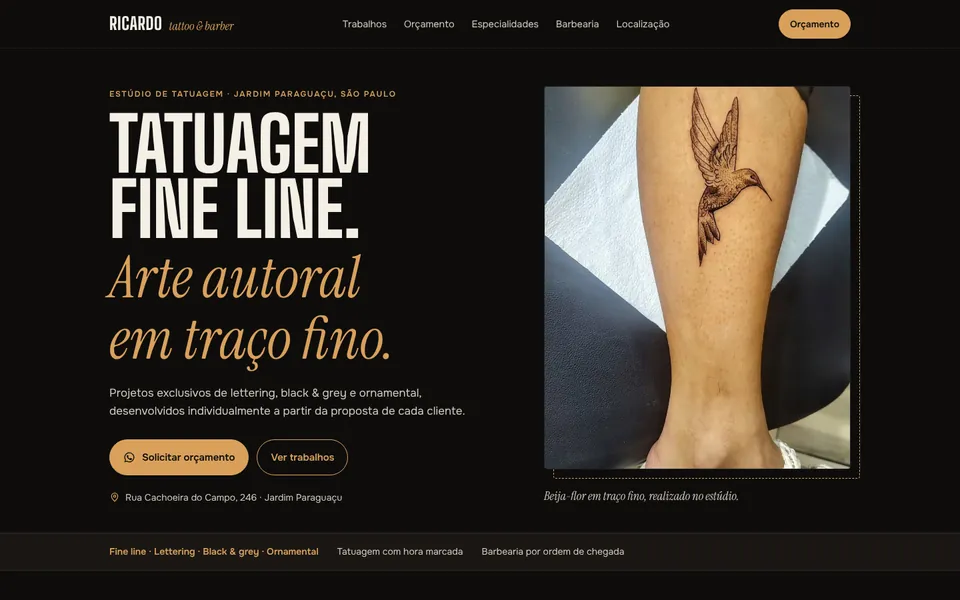 RICARDO tattoo & barber
Trabalhos Orçamento Especialidades Barbearia Localização
Orçamento
ESTÚDIO DE TATUAGEM · JARDIM PARAGUAÇU, SÃO PAULO
TATUAGEM
FINE LINE.
Arte autoral
em traço fino.
Projetos exclusivos de lettering, black & grey e ornamental,
desenvolvidos individualmente a partir da proposta de cada cliente.
Solicitar orçamento
Ver trabalhos
Rua Cachoeira do Campo, 246 · Jardim Paraguaçu
Beija-flor em traço fino, realizado no estúdio.
Fine line · Lettering · Black & grey · Ornamental Tatuagem com hora marcada Barbearia por ordem de chegada